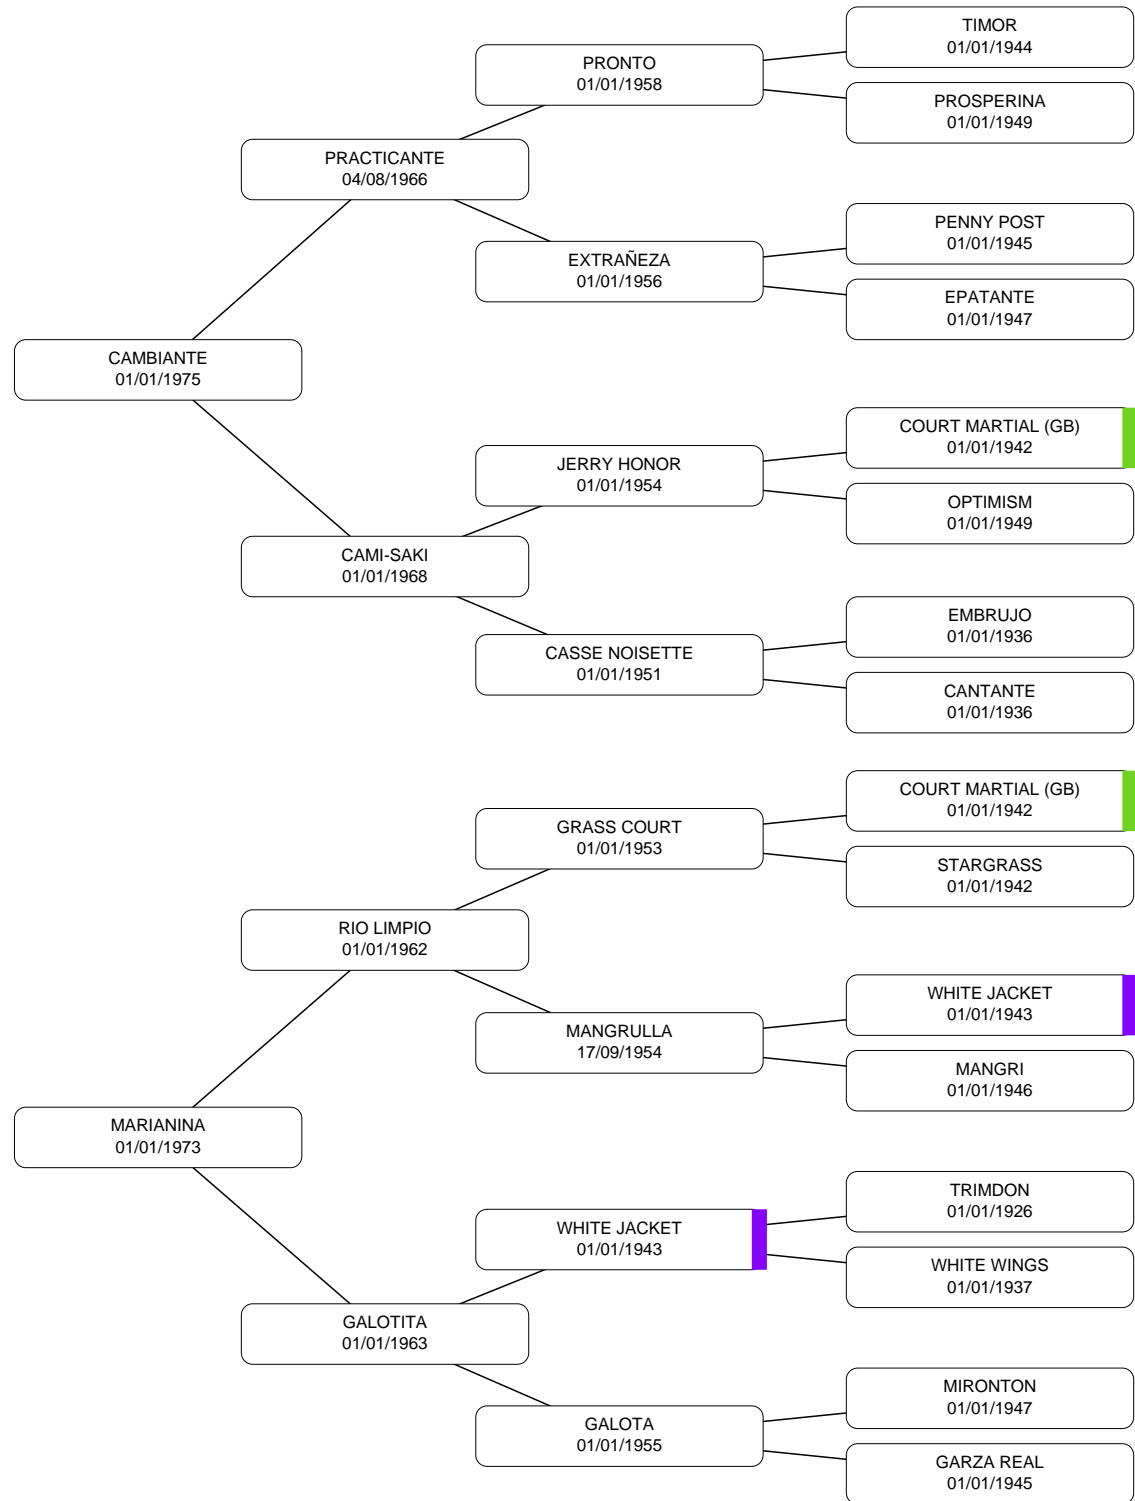 TIMOR
01/01/1944
PRONTO
01/01/1958
PROSPERINA
01/01/1949
PRACTICANTE
04/08/1966
PENNY POST
01/01/1945
EXTRAÑEZA
01/01/1956
EPATANTE
01/01/1947
CAMBIANTE
01/01/1975
COURT MARTIAL (GB)
01/01/1942
JERRY HONOR
01/01/1954
OPTIMISM
01/01/1949
CAMI-SAKI
01/01/1968
EMBRUJO
01/01/1936
CASSE NOISETTE
01/01/1951
CANTANTE
01/01/1936
COURT MARTIAL (GB)
01/01/1942
GRASS COURT
01/01/1953
STARGRASS
01/01/1942
RIO LIMPIO
01/01/1962
WHITE JACKET
01/01/1943
MANGRULLA
17/09/1954
MANGRI
01/01/1946
MARIANINA
01/01/1973
TRIMDON
01/01/1926
WHITE JACKET
01/01/1943
WHITE WINGS
01/01/1937
GALOTITA
01/01/1963
MIRONTON
01/01/1947
GALOTA
01/01/1955
GARZA REAL
01/01/1945